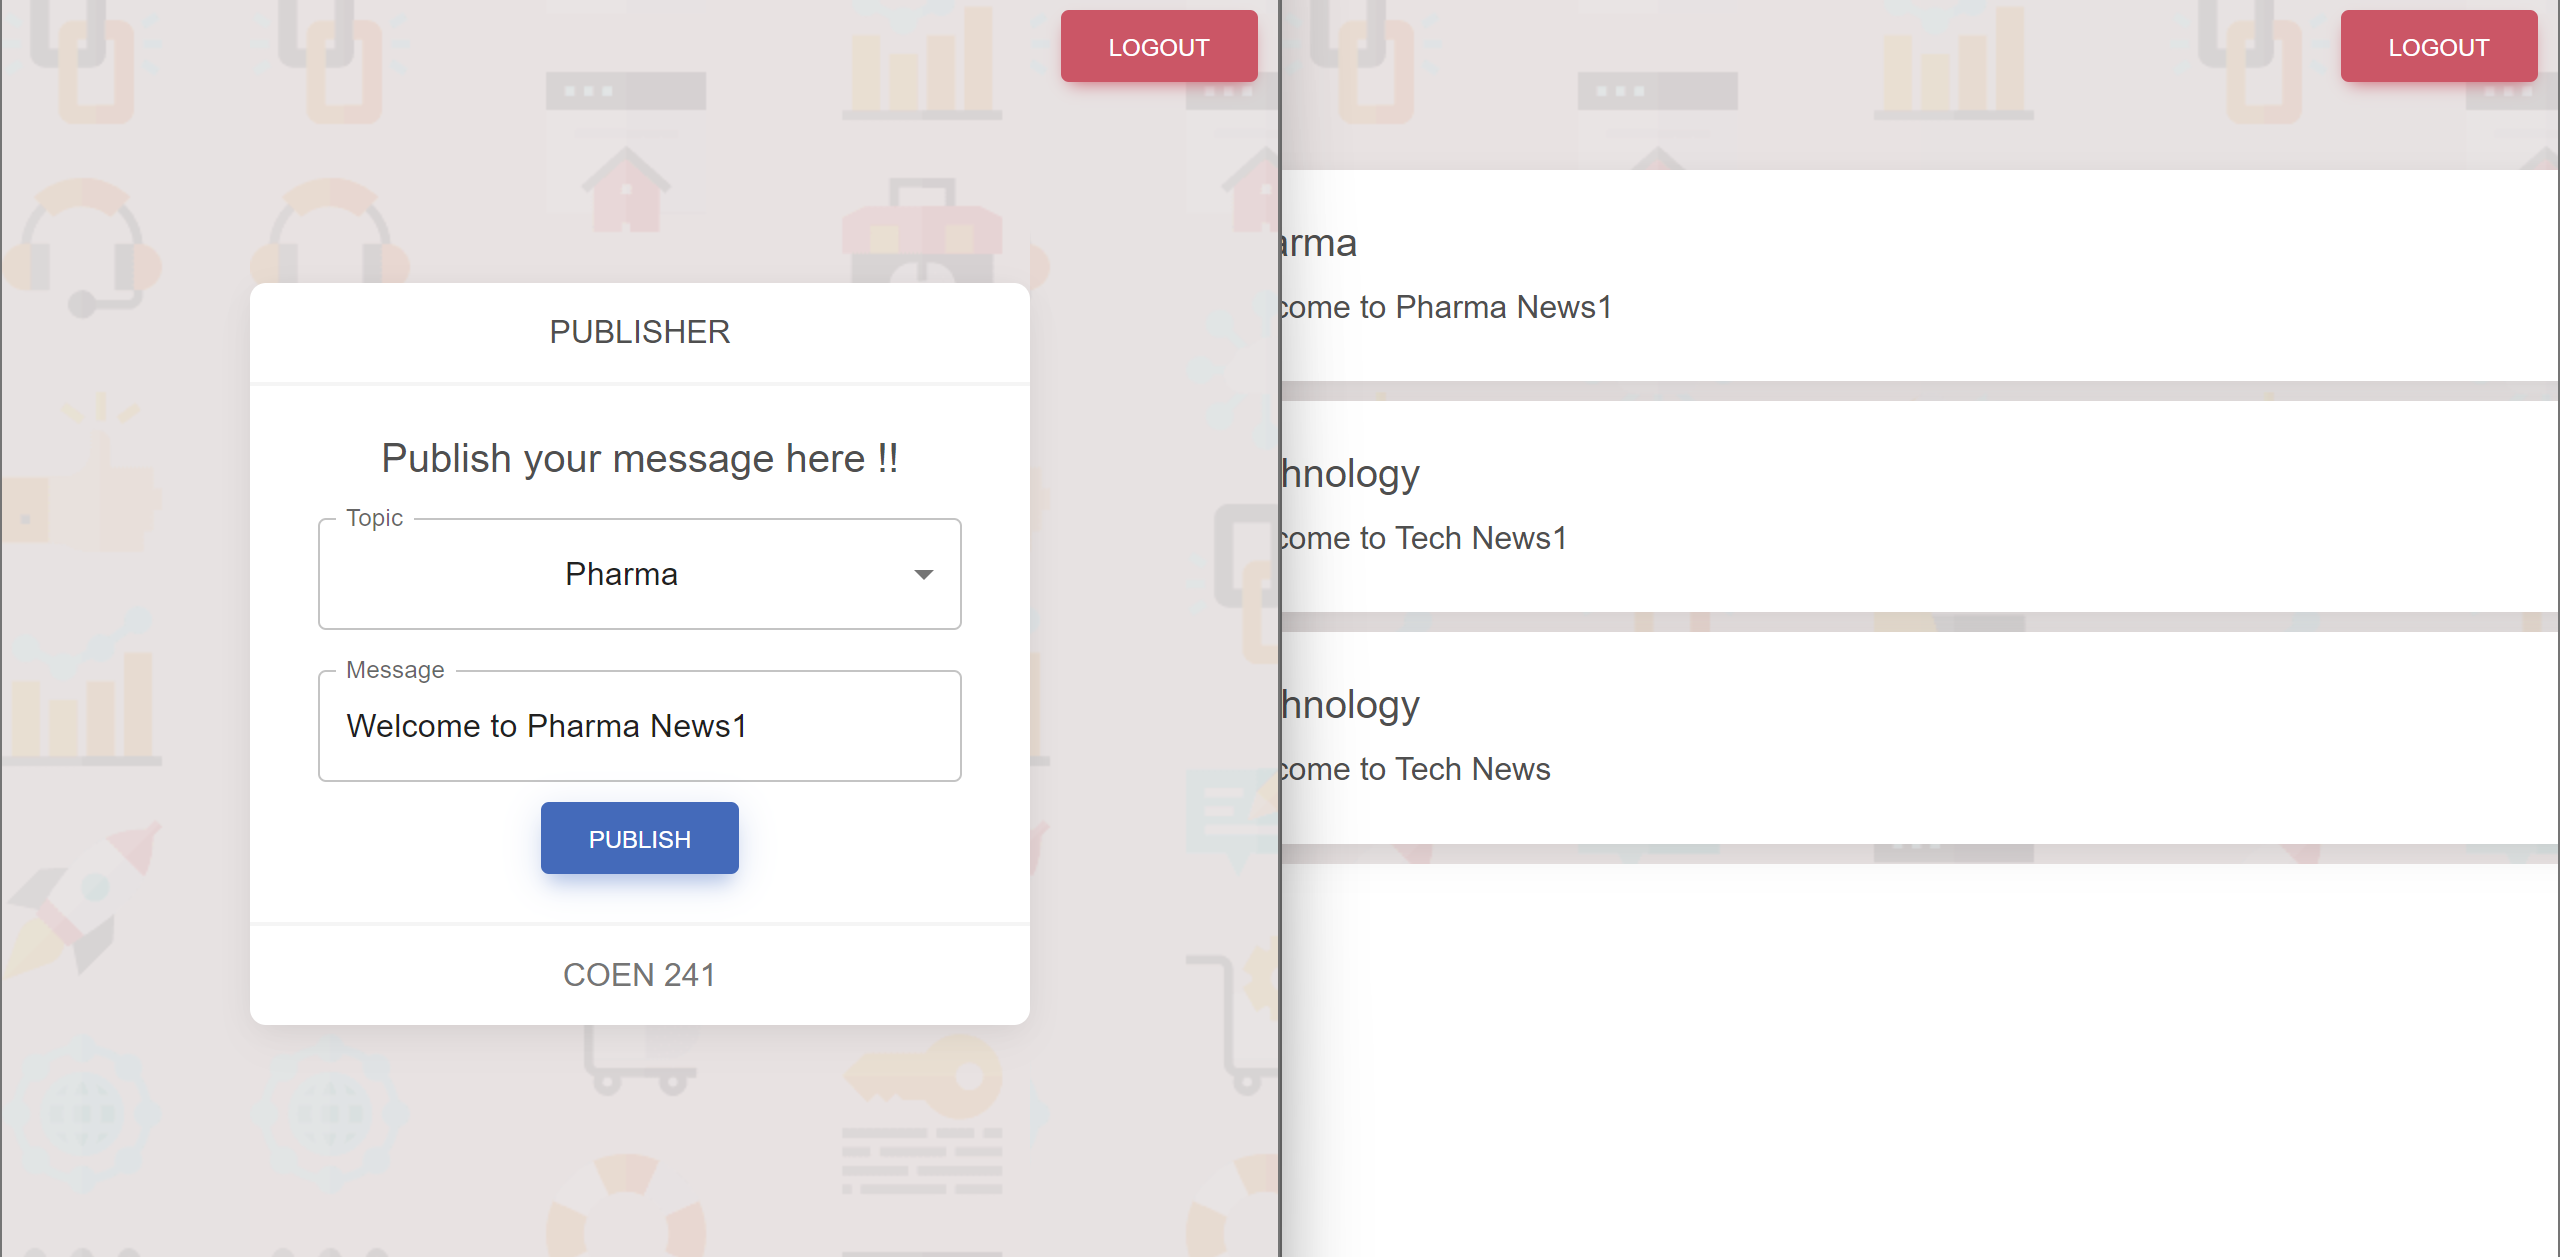 LOGOUT
PUBLISHER
Publish your message here !!
Topic
Pharma
Message
Welcome to Pharma News1
PUBLISH
COEN 241
LOGOUT
arma
come to Pharma News1
hnology
come to Tech News1
hnology
come to Tech News